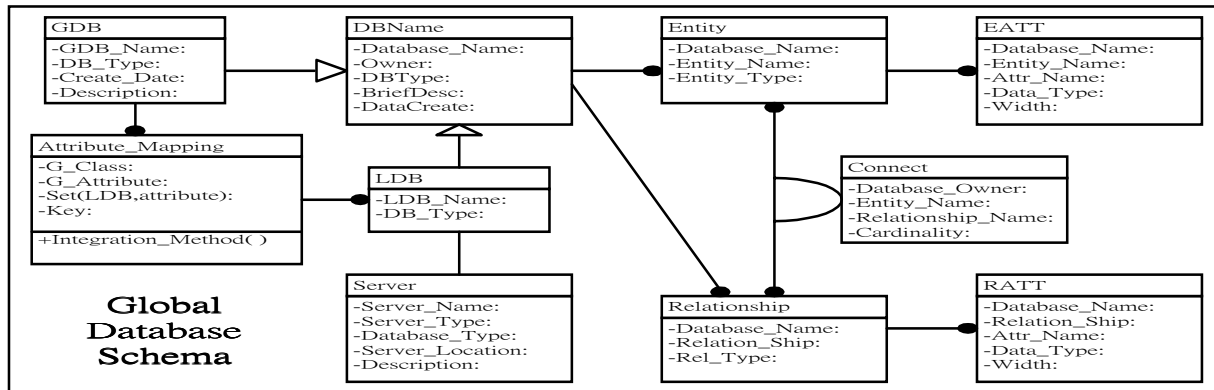 GDB
-GDB_Name:
-DB_Type:
-Create_Date:
-Description:
DBName
-Database_Name:
-Owner:
-DBType:
-BriefDesc:
-DataCreate:
Entity
-Database_Name:
-Entity_Name:
-Entity_Type:
EATT
-Database_Name:
-Entity_Name:
-Attr_Name:
-Data_Type:
-Width:
Attribute_Mapping
-G_Class:
-G_Attribute:
-Set(LDB,attribute):
-Key:
+Integration_Method( )
LDB
-LDB_Name:
-DB_Type:
Connect
-Database_Owner:
-Entity_Name:
-Relationship_Name:
-Cardinality:
Global
Database
Schema
Server
-Server_Name:
-Server_Type:
-Database_Type:
-Server_Location:
-Description:
Relationship
-Database_Name:
-Relation_Ship:
-Rel_Type:
RATT
-Database_Name:
-Relation_Ship:
-Attr_Name:
-Data_Type:
-Width: